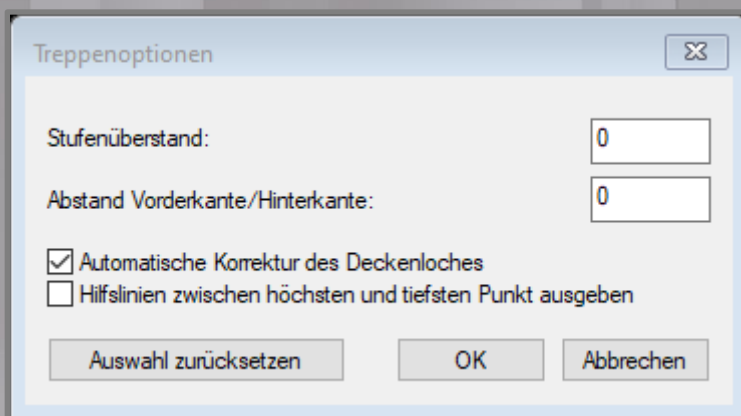 Treppenoptionen
Stufenüberstand:
0
Abstand Vorderkante/Hinterkante:
0
Automatische Korrektur des Deckenloches
Hilfslinien zwischen höchsten und tiefsten Punkt ausgeben
Auswahl zurücksetzen OK Abbrechen